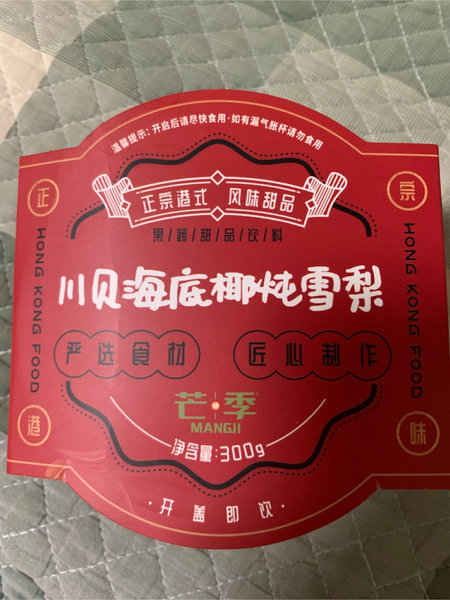 温馨提示:开启后请尽快食用·如有漏气胀杯请勿食用
正宗港式 风味甜品
果/蔬/甜/品/饮/料
川贝海底椰炖雪梨
严选食材 匠心制作
芒·季
MANGJI
净含量:300g
·开盖即饮·
正
HONG KONG FOOD
港
宗
HONG KONG FOOD
味